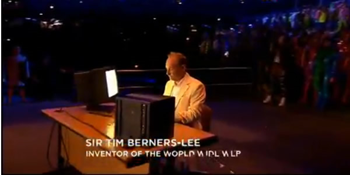 SIR TIM BERNERS-LEE
INVENTOR OF THE WORLD